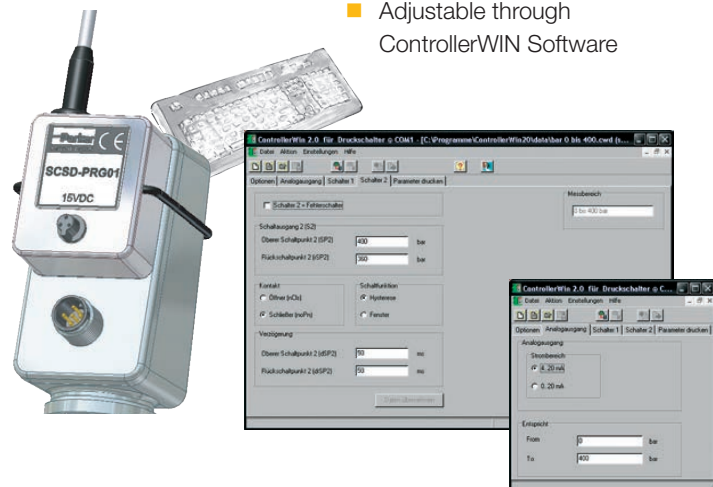 Adjustable through
ControllerWIN Software
Parker CE
SCSD-PRG01
15VDC
ControllerWin 2.0 für Druckschalter @ COM1 - [C:\Programme\ControllerWin20\data\bar 0 bis 400.cwd (s...
Datei Aktion Einstellungen Hilfe
Optionen Analogausgang Schalter 1 Schalter 2 Parameter drucken
Schalter 2 = Fehlerschalter
Messbereich
0 bis 400 bar
Schaltausgang 2 (S2)
Oberer Schaltpunkt 2 (SP2) 400 bar
Rückschaltpunkt 2 (rSP2) 360 bar
Kontakt
Öffner (nCls)
Schließer (noPn)
Schaltfunktion
Hysterese
Fenster
Verzögerung
Oberer Schaltpunkt 2 (dSP2) 50 ms
Rückschaltpunkt 2 (drSP2) 50 ms
Daten übernehmen
ControllerWin 2.0 für Druckschalter @ C...
Datei Aktion Einstellungen Hilfe
Optionen Analogausgang Schalter 1 Schalter 2 Parameter drucken
Analogausgang
Strombereich
4..20 mA
0..20 mA
Entspricht
From 0 bar
To 400 bar